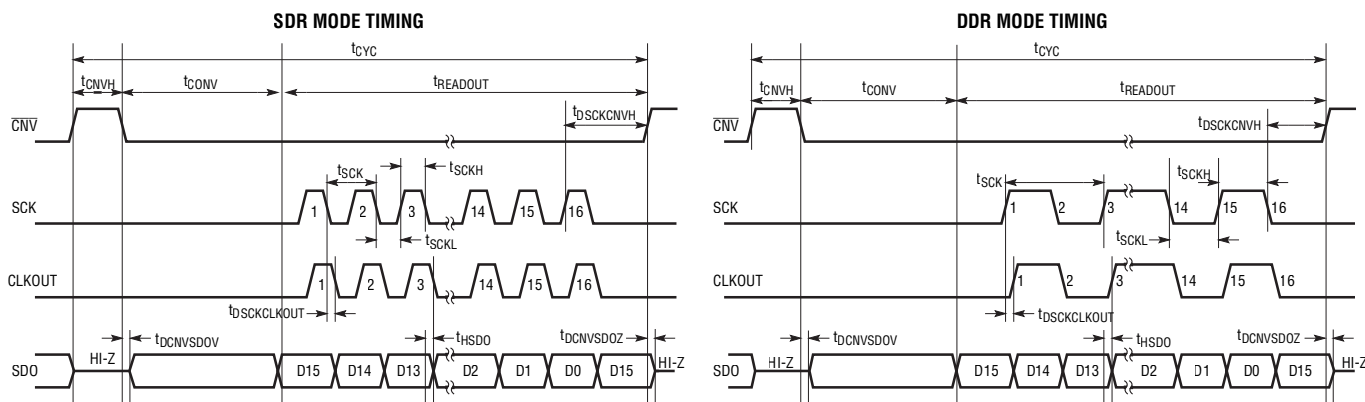 SDR MODE TIMING
tCYC
tCNVH
tCONV
tREADOUT
tDSCKCNVH
CNV
tSCK
tSCKH
SCK
1 2 3 14 15 16
tSCKL
CLKOUT
1 2 3 14 15 16
tDSCKCLKOUT
tDCNVSDOV
tHSDO
tDCNVSDOZ
SDO
HI-Z D15 D14 D13 D2 D1 D0 D15 HI-Z
DDR MODE TIMING
tCYC
tCNVH
tCONV
tREADOUT
tDSCKCNVH
CNV
tSCK
tSCKH
SCK
1 2 3 14 15 16
tSCKL
CLKOUT
1 2 3 14 15 16
tDSCKCLKOUT
tDCNVSDOV
tHSDO
tDCNVSDOZ
SDO
HI-Z D15 D14 D13 D2 D1 D0 D15 HI-Z